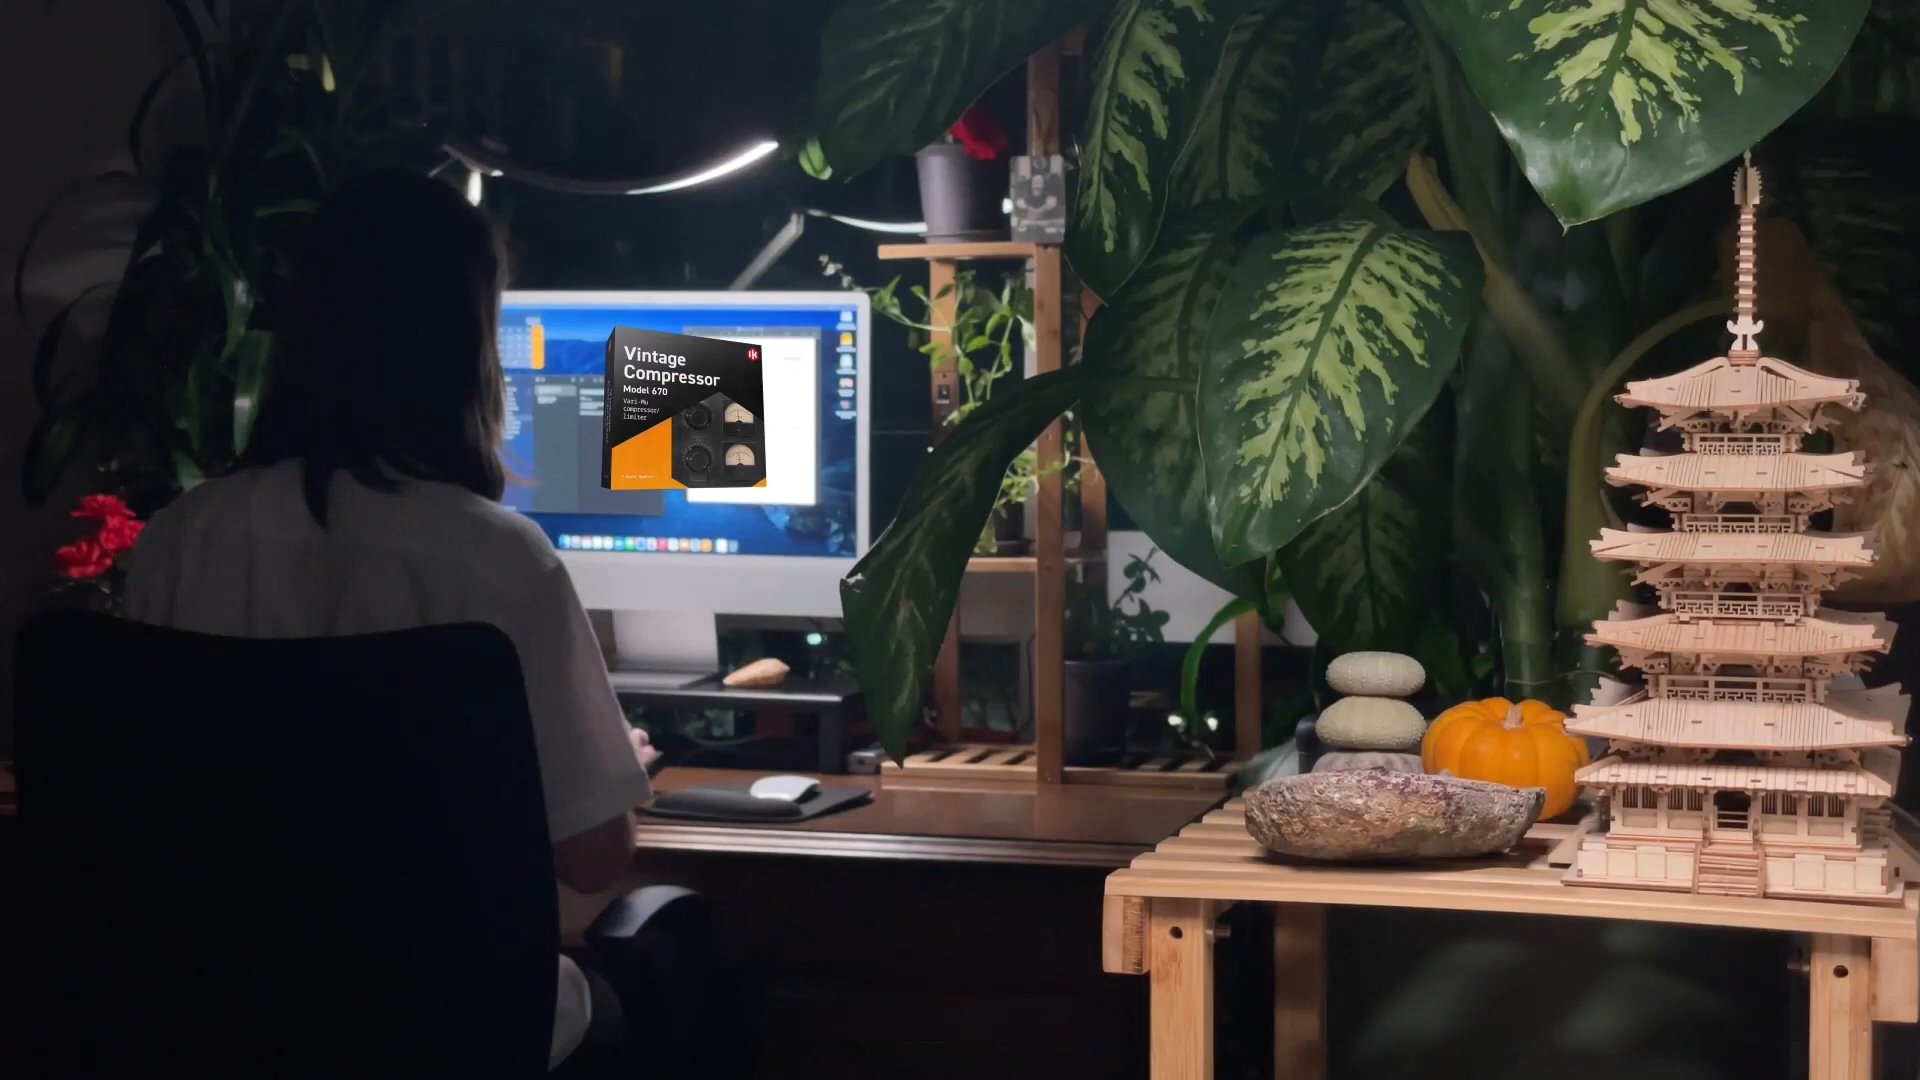 Vintage
Compressor
Model 670
Vari-Mu
compressor/
limiter